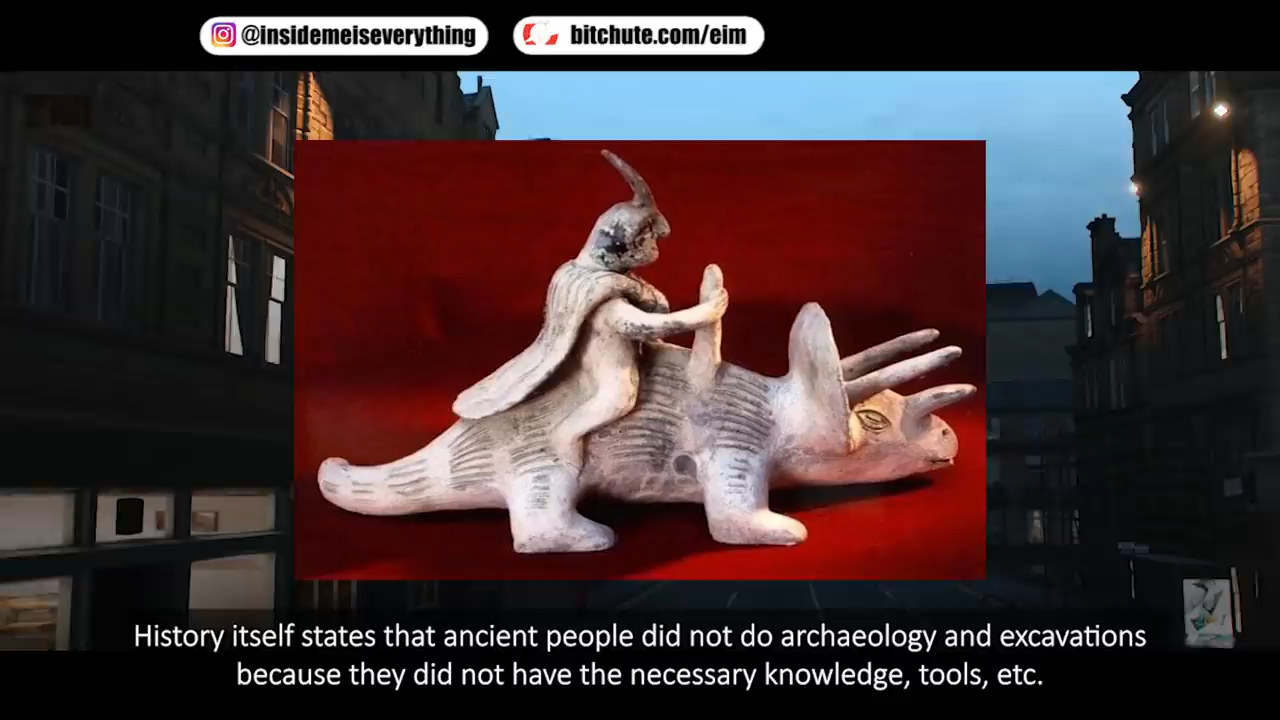 @insidemeiseverything
bitchute.com/eim
History itself states that ancient people did not do archaeology and excavations
because they did not have the necessary knowledge, tools, etc.